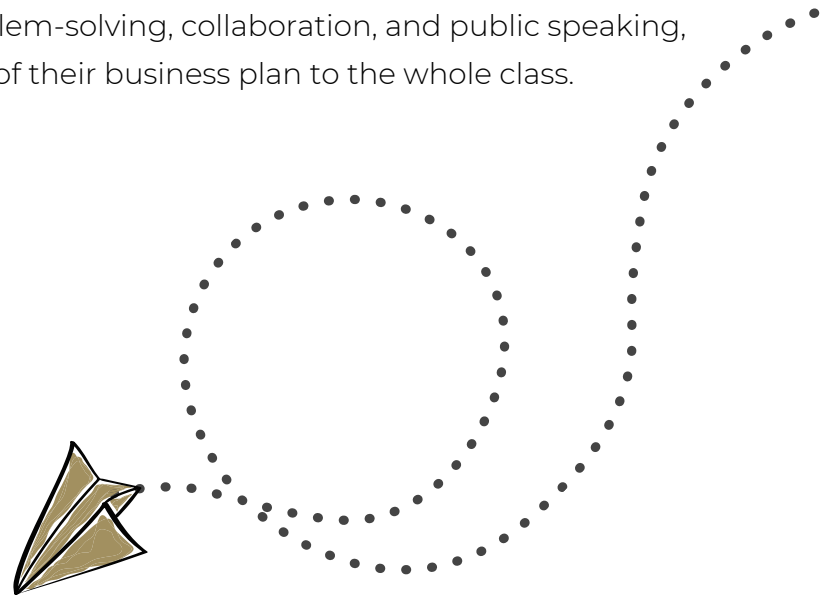 lem-solving, collaboration, and public speaking,
of their business plan to the whole class.